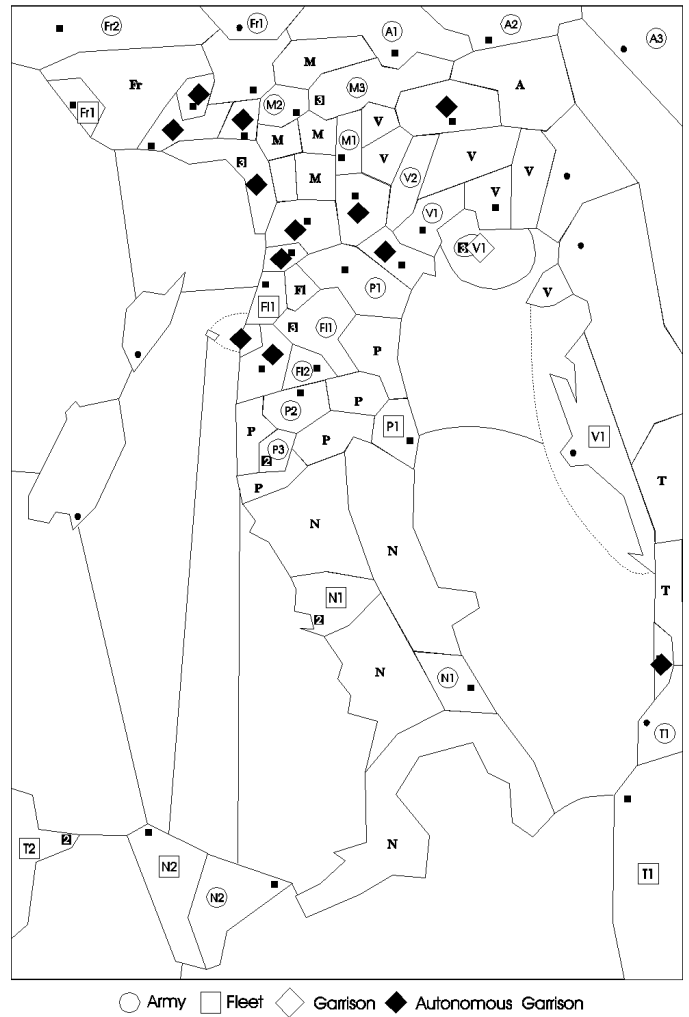 Fr2 Fr1 A1 A2 A3
M
Fr M3 A
Fr1 M2 3
V
M M M1
3 V V
M V2 V
V1
3 V1
P1 V
Fl1 Fl
3 Fl1
P
Fl2
P2 P
P P1 V1
P3 P
2
P T
N
N
N1 T
2
N N1
T1
N
T2 2
N2 T1
N2
Army Fleet Garrison Autonomous Garrison